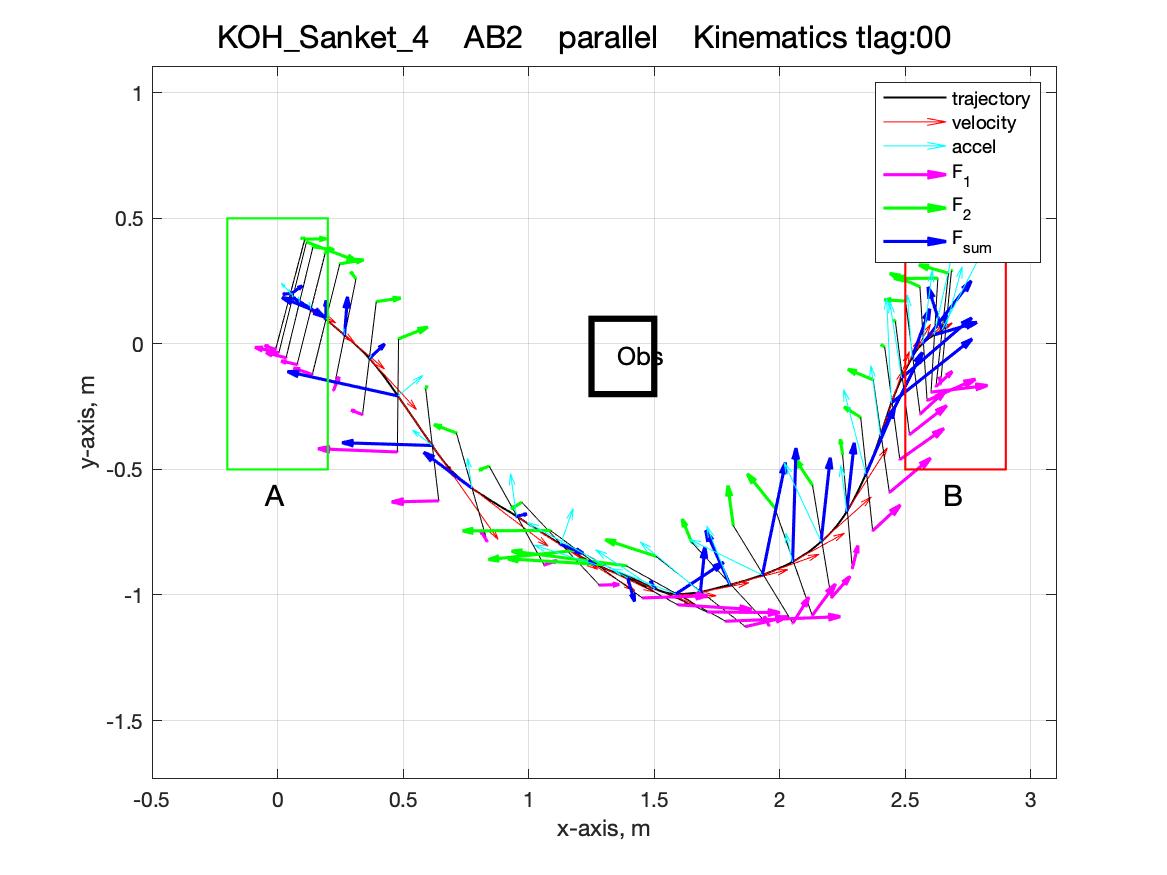 KOH_Sanket_4 AB2 parallel Kinematics tlag:00
trajectory
velocity
accel
F1
F2
Fsum
1
0.5
0
-0.5
-1
-1.5
y-axis, m
Obs
A
B
-0.5 0 0.5 1 1.5 2 2.5 3
x-axis, m